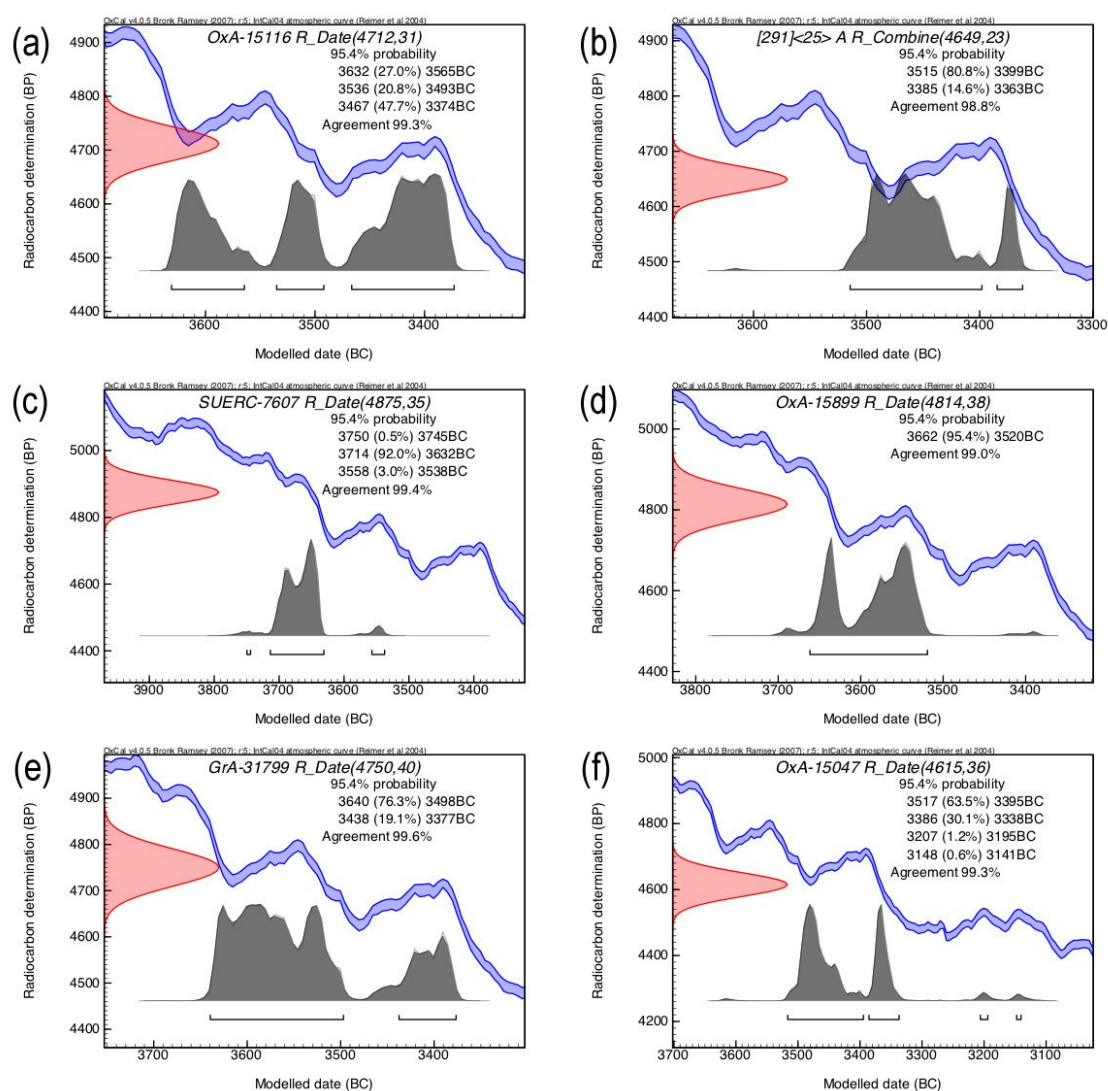 (a)
OxCal v4.0.5 Bronk Ramsey (2007); r:5; IntCal04 atmospheric curve (Reimer et al 2004)
OxA-15116 R_Date(4712,31)
95.4% probability
3632 (27.0%) 3565BC
3536 (20.8%) 3493BC
3467 (47.7%) 3374BC
Agreement 99.3%
Radiocarbon determination (BP)
4900
4800
4700
4600
4500
4400
3600 3500 3400
Modelled date (BC)
(b)
OxCal v4.0.5 Bronk Ramsey (2007); r:5; IntCal04 atmospheric curve (Reimer et al 2004)
[291]<25> A R_Combine(4649,23)
95.4% probability
3515 (80.8%) 3399BC
3385 (14.6%) 3363BC
Agreement 98.8%
Radiocarbon determination (BP)
4900
4800
4700
4600
4500
4400
3600 3500 3400 3300
Modelled date (BC)
(c)
OxCal v4.0.5 Bronk Ramsey (2007); r:5; IntCal04 atmospheric curve (Reimer et al 2004)
SUERC-7607 R_Date(4875,35)
95.4% probability
3750 (0.5%) 3745BC
3714 (92.0%) 3632BC
3558 (3.0%) 3538BC
Agreement 99.4%
Radiocarbon determination (BP)
5000
4800
4600
4400
3900 3800 3700 3600 3500 3400
Modelled date (BC)
(d)
OxCal v4.0.5 Bronk Ramsey (2007); r:5; IntCal04 atmospheric curve (Reimer et al 2004)
OxA-15899 R_Date(4814,38)
95.4% probability
3662 (95.4%) 3520BC
Agreement 99.0%
Radiocarbon determination (BP)
5000
4800
4600
4400
3800 3700 3600 3500 3400
Modelled date (BC)
(e)
OxCal v4.0.5 Bronk Ramsey (2007); r:5; IntCal04 atmospheric curve (Reimer et al 2004)
GrA-31799 R_Date(4750,40)
95.4% probability
3640 (76.3%) 3498BC
3438 (19.1%) 3377BC
Agreement 99.6%
Radiocarbon determination (BP)
4900
4800
4700
4600
4500
4400
3700 3600 3500 3400
Modelled date (BC)
(f)
OxCal v4.0.5 Bronk Ramsey (2007); r:5; IntCal04 atmospheric curve (Reimer et al 2004)
OxA-15047 R_Date(4615,36)
95.4% probability
3517 (63.5%) 3395BC
3386 (30.1%) 3338BC
3207 (1.2%) 3195BC
3148 (0.6%) 3141BC
Agreement 99.3%
Radiocarbon determination (BP)
5000
4800
4600
4400
4200
3700 3600 3500 3400 3300 3200 3100
Modelled date (BC)